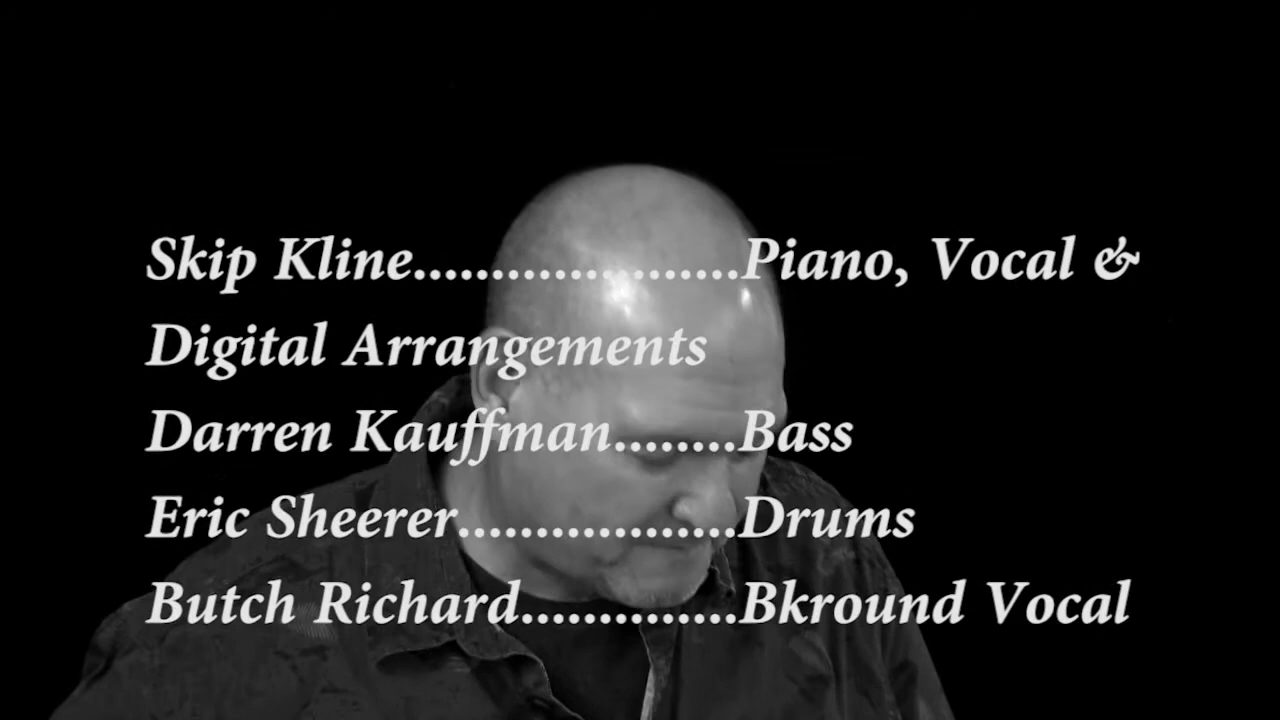 Skip Kline.....................Piano, Vocal &
Digital Arrangements
Darren Kauffman........Bass
Eric Sheerer..................Drums
Butch Richard..............Bkround Vocal